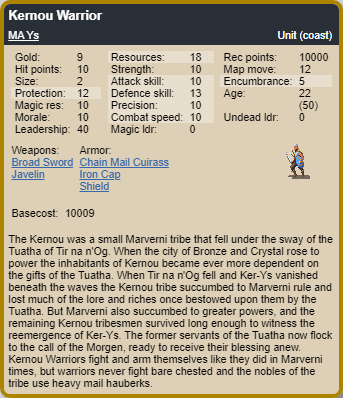 Kernou Warrior
MA Ys Unit (coast)
Gold: 9 Resources: 18 Rec points: 10000
Hit points: 10 Strength: 10 Map move: 12
Size: 2 Attack skill: 10 Encumbrance: 5
Protection: 12 Defence skill: 13 Age: 22
Magic res: 10 Precision: 10 (50)
Morale: 10 Combat speed: 10 Undead ldr: 0
Leadership: 40 Magic ldr: 0
Weapons: Armor:
Broad Sword Chain Mail Cuirass
Javelin Iron Cap
Shield
Basecost: 10009
The Kernou was a small Marverni tribe that fell under the sway of the
Tuatha of Tir na n'Og. When the city of Bronze and Crystal rose to
power the inhabitants of Kernou became ever more dependent on
the gifts of the Tuatha. When Tir na n'Og fell and Ker-Ys vanished
beneath the waves the Kernou tribe succumbed to Marverni rule and
lost much of the lore and riches once bestowed upon them by the
Tuatha. But Marverni also succumbed to greater powers, and the
remaining Kernou tribesmen survived long enough to witness the
reemergence of Ker-Ys. The former servants of the Tuatha now flock
to the call of the Morgen, ready to receive their blessing anew.
Kernou Warriors fight and arm themselves like they did in Marverni
times, but warriors never fight bare chested and the nobles of the
tribe use heavy mail hauberks.